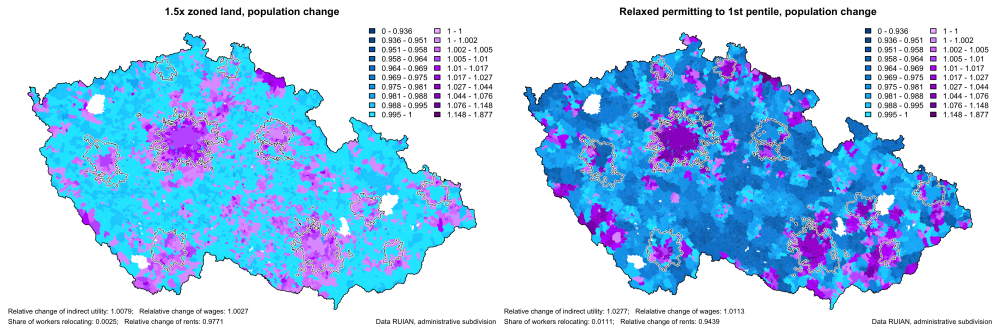 1.5x zoned land, population change
0 - 0.936
0.936 - 0.951
0.951 - 0.958
0.958 - 0.964
0.964 - 0.969
0.969 - 0.975
0.975 - 0.981
0.981 - 0.988
0.988 - 0.995
0.995 - 1
1 - 1
1 - 1.002
1.002 - 1.005
1.005 - 1.01
1.01 - 1.017
1.017 - 1.027
1.027 - 1.044
1.044 - 1.076
1.076 - 1.148
1.148 - 1.877
Relative change of indirect utility: 1.0079; Relalative change of wages: 1.0027
Share of workers relocating: 0.0025; Relative change of rents: 0.9771
Data RUIAN, administrative subdivision
Relaxed permitting to 1st pentile, population change
0 - 0.936
0.936 - 0.951
0.951 - 0.958
0.958 - 0.964
0.964 - 0.969
0.969 - 0.975
0.975 - 0.981
0.981 - 0.988
0.988 - 0.995
0.995 - 1
1 - 1
1 - 1.002
1.002 - 1.005
1.005 - 1.01
1.01 - 1.017
1.017 - 1.027
1.027 - 1.044
1.044 - 1.076
1.076 - 1.148
1.148 - 1.877
Relative change of indirect utility: 1.0277; Relalative change of wages: 1.0113
Share of workers relocating: 0.0111; Relative change of rents: 0.9439
Data RUIAN, administrative subdivision